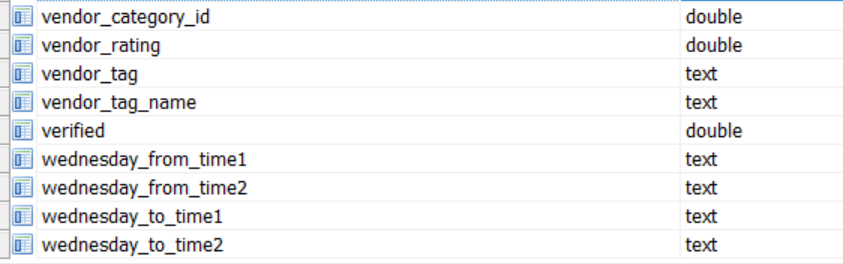 vendor_category_id double
vendor_rating double
vendor_tag text
vendor_tag_name text
verified double
wednesday_from_time1 text
wednesday_from_time2 text
wednesday_to_time1 text
wednesday_to_time2 text